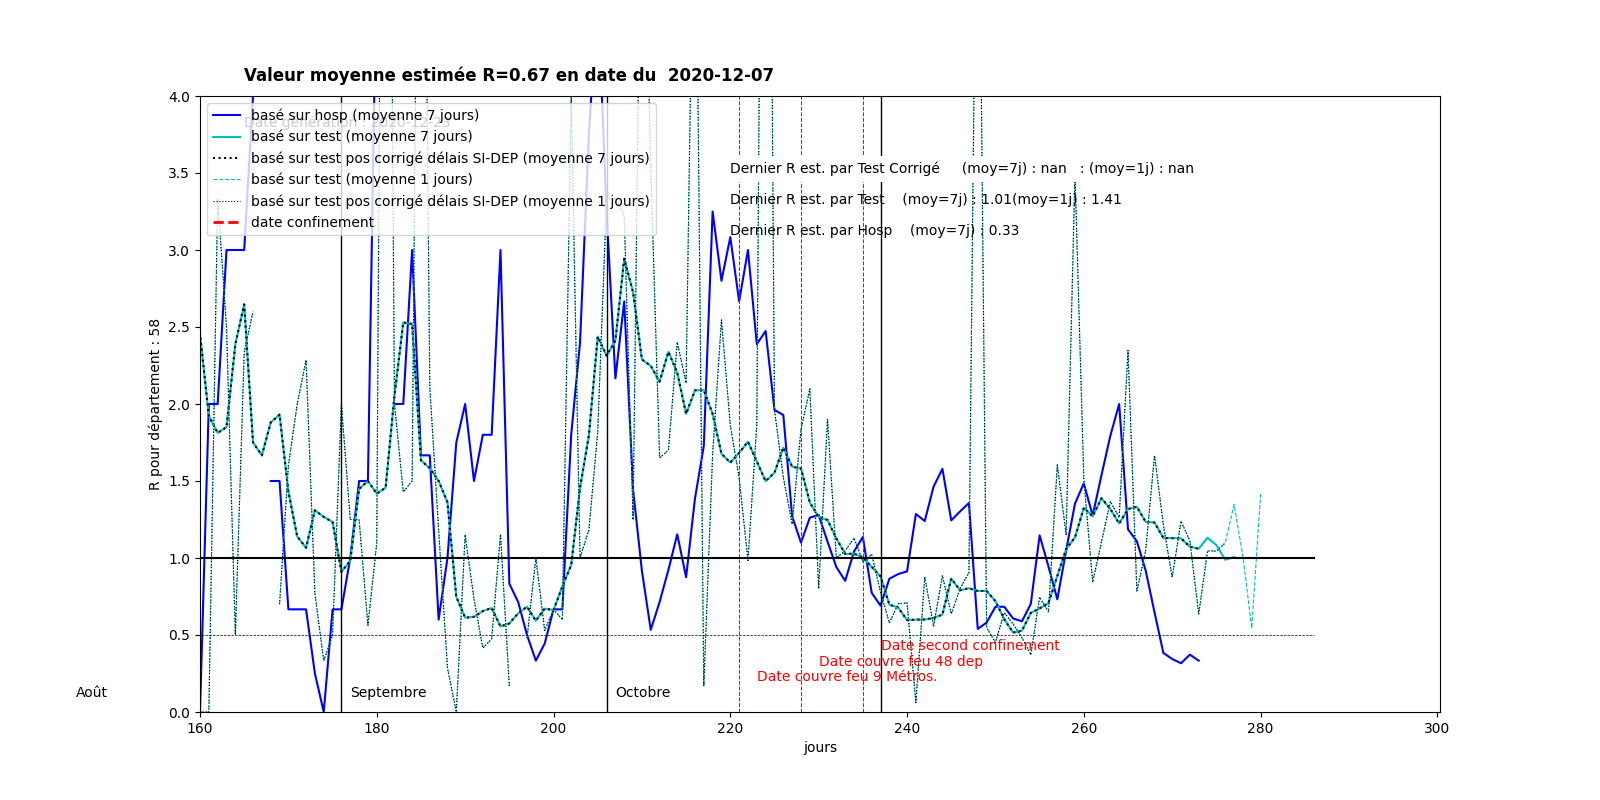 Valeur moyenne estimée R=0.67 en date du  2020-12-07
Date génération : 2020-12-23
basé sur hosp (moyenne 7 jours)
basé sur test (moyenne 7 jours)
basé sur test pos corrigé délais SI-DEP (moyenne 7 jours)
basé sur test (moyenne 1 jours)
basé sur test pos corrigé délais SI-DEP (moyenne 1 jours)
date confinement
Dernier R est. par Test Corrigé     (moy=7j) : nan   : (moy=1j) : nan
Dernier R est. par Test    (moy=7j) : 1.01(moy=1j) : 1.41
Dernier R est. par Hosp    (moy=7j) : 0.33
4.0
3.5
3.0
2.5
2.0
1.5
1.0
0.5
0.0
R pour département : 58
Date second confinement
Date couvre feu 48 dep
Date couvre feu 9 Métros.
Août
Septembre
Octobre
160
180
200
220
240
260
280
300
jours